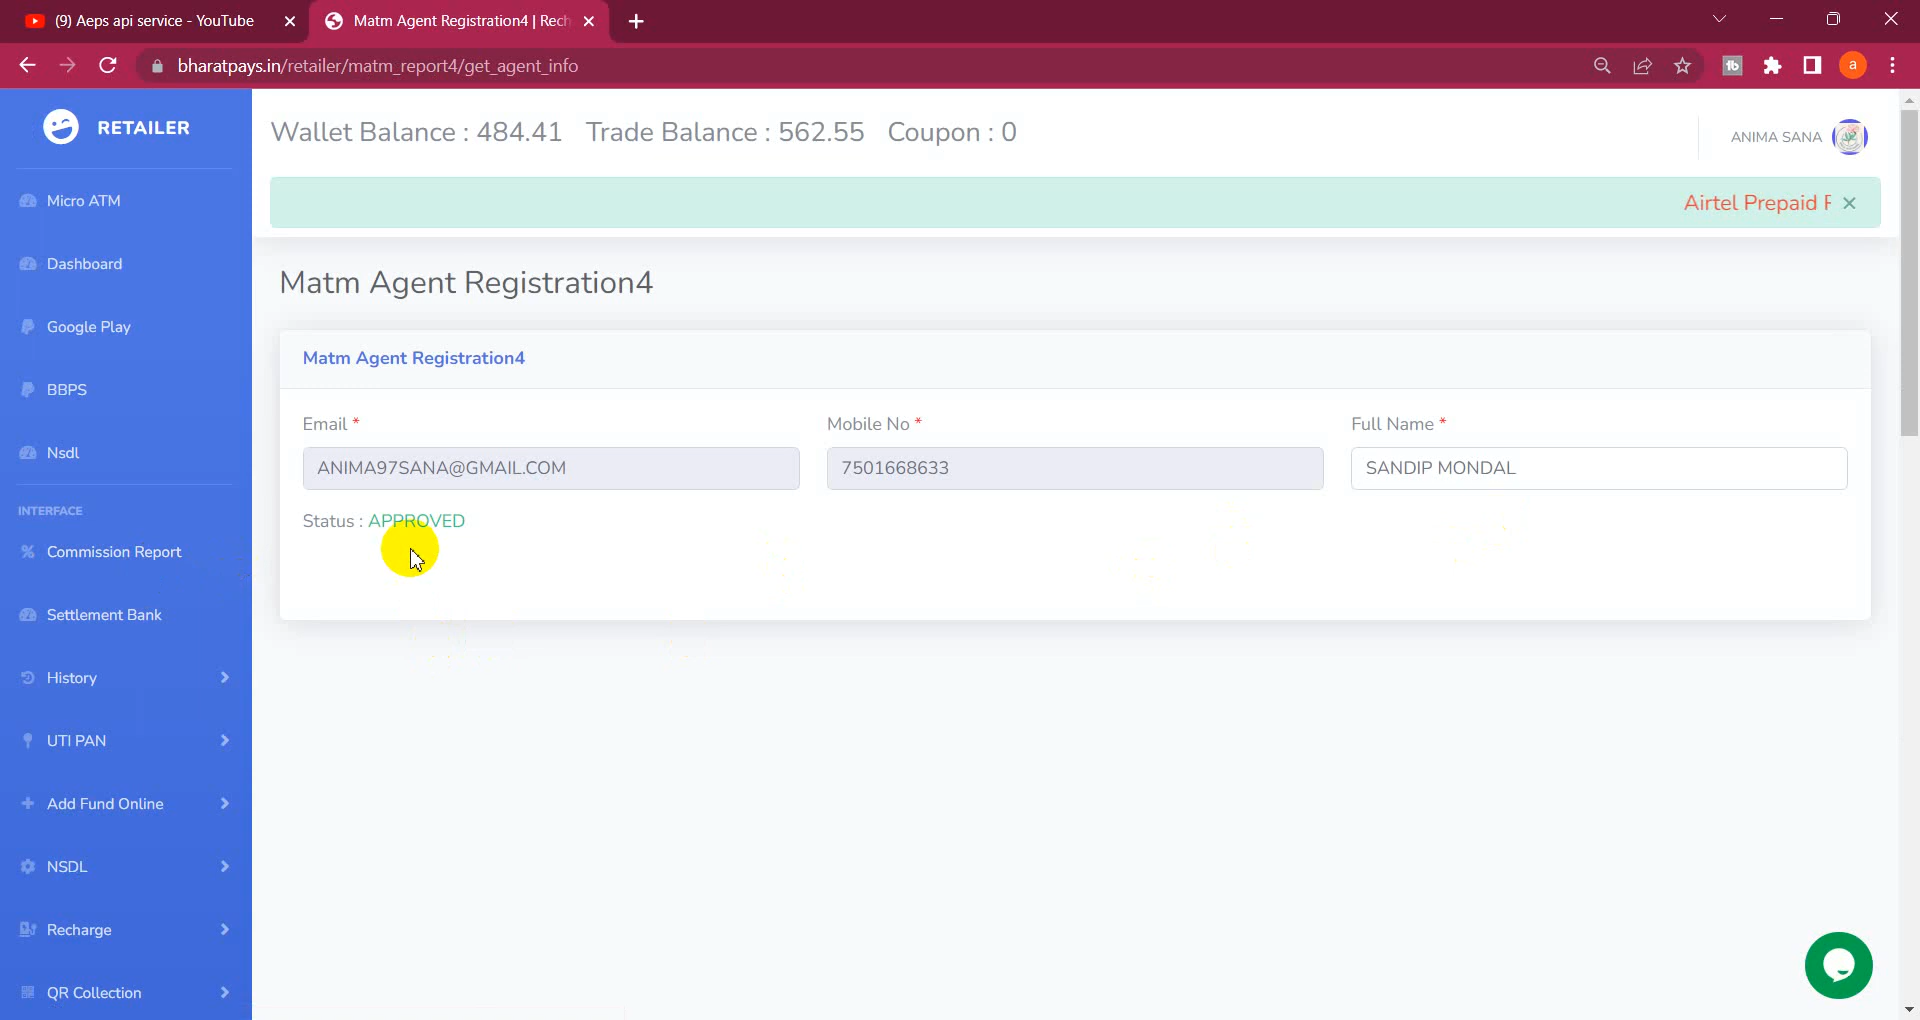 (9) Aeps api service - YouTube
Matm Agent Registration4 | Rech
bharatpays.in/retailer/matm_report4/get_agent_info
a
RETAILER
Wallet Balance : 484.41 Trade Balance : 562.55 Coupon : 0
ANIMA SANA
Airtel Prepaid
Micro ATM
Dashboard
Google Play
BBPS
Nsdl
INTERFACE
Commission Report
Settlement Bank
History
UTI PAN
Add Fund Online
NSDL
Recharge
QR Collection
Matm Agent Registration4
Matm Agent Registration4
Email *
Mobile No *
Full Name *
ANIMA97SANA@GMAIL.COM
7501668633
SANDIP MONDAL
Status : APPROVED